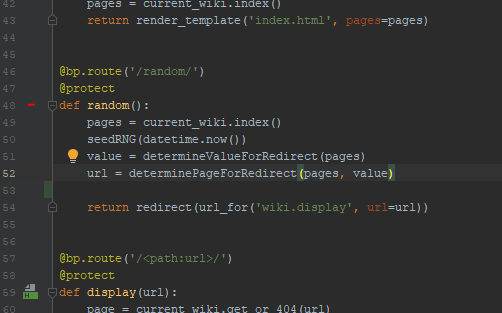 42 pages = current_wiki.index()
43 return render_template('index.html', pages=pages)
44
45
46 @bp.route('/random/')
47 @protect
48 def random():
49 pages = current_wiki.index()
50 seedRNG(datetime.now())
51 value = determineValueForRedirect(pages)
52 url = determinePageForRedirect(pages, value)
53
54 return redirect(url_for('wiki.display', url=url))
55
56
57 @bp.route('/<path:url>/')
58 @protect
59 def display(url):
60 page = current_wiki.get_or_404(url)